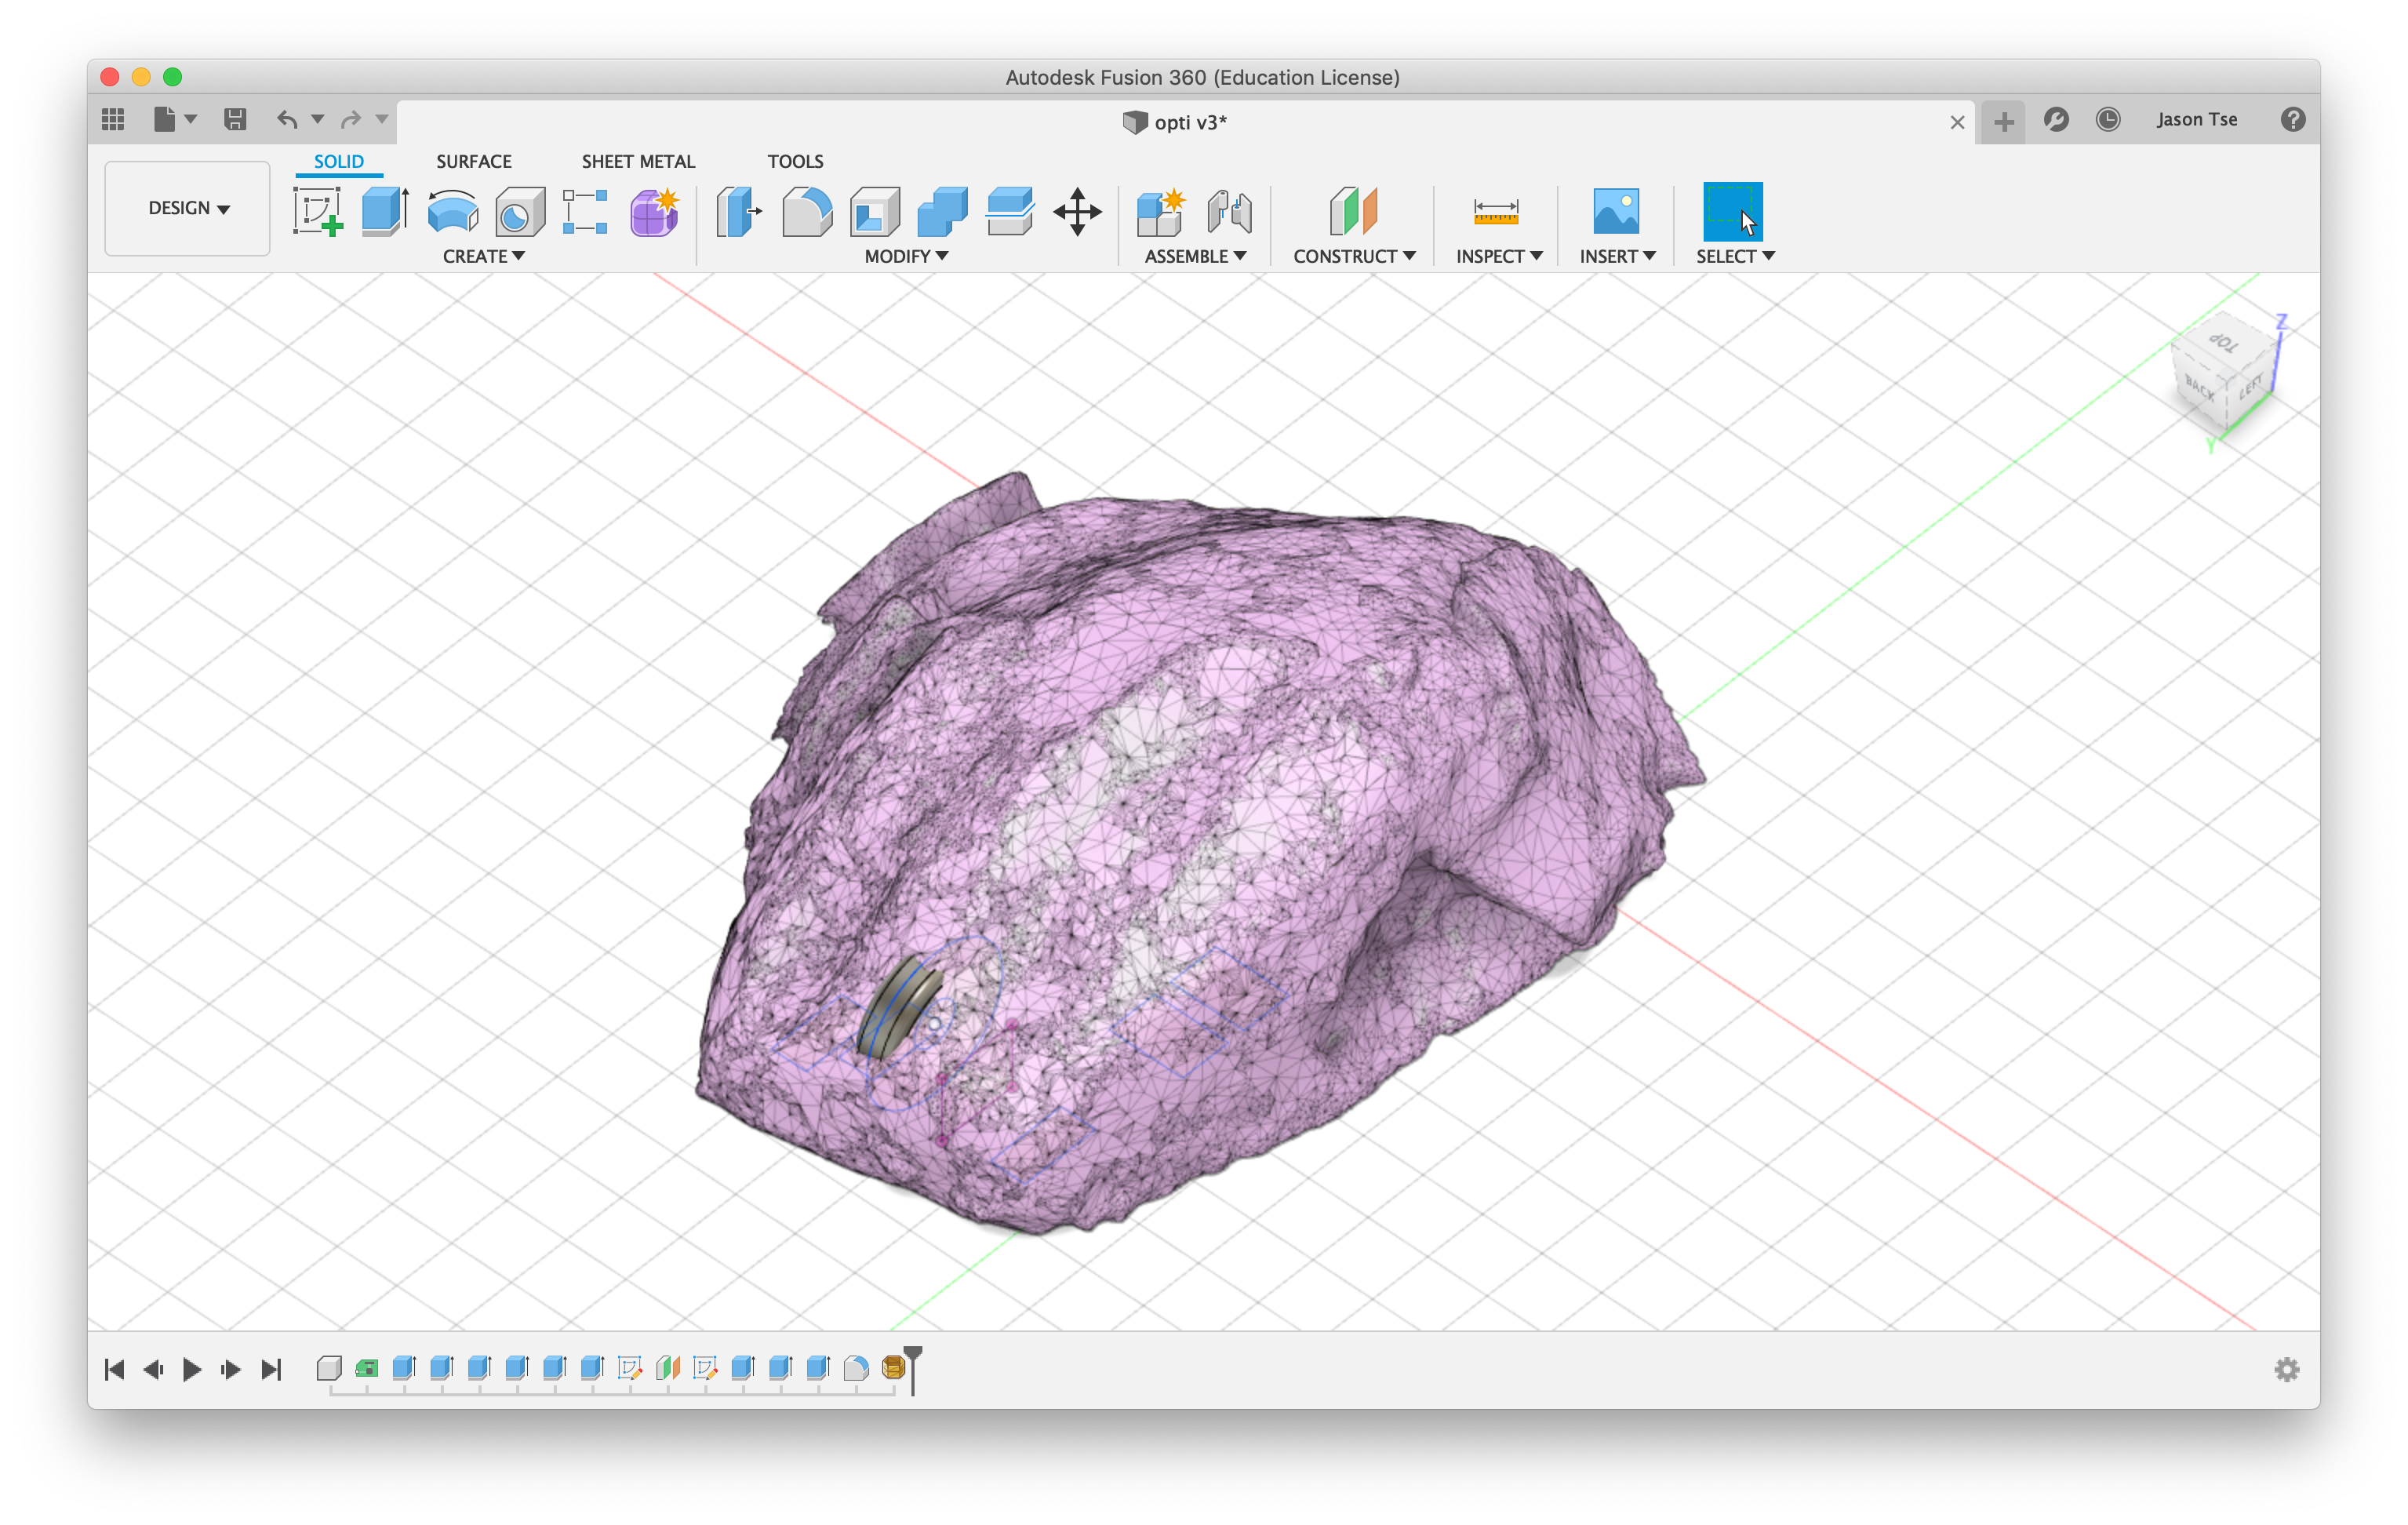 Autodesk Fusion 360 (Education License)
opti v3*
Jason Tse
SOLID SURFACE SHEET METAL TOOLS
DESIGN
CREATE MODIFY ASSEMBLE CONSTRUCT INSPECT INSERT SELECT
Z
TOP
BACK LEFT
Y